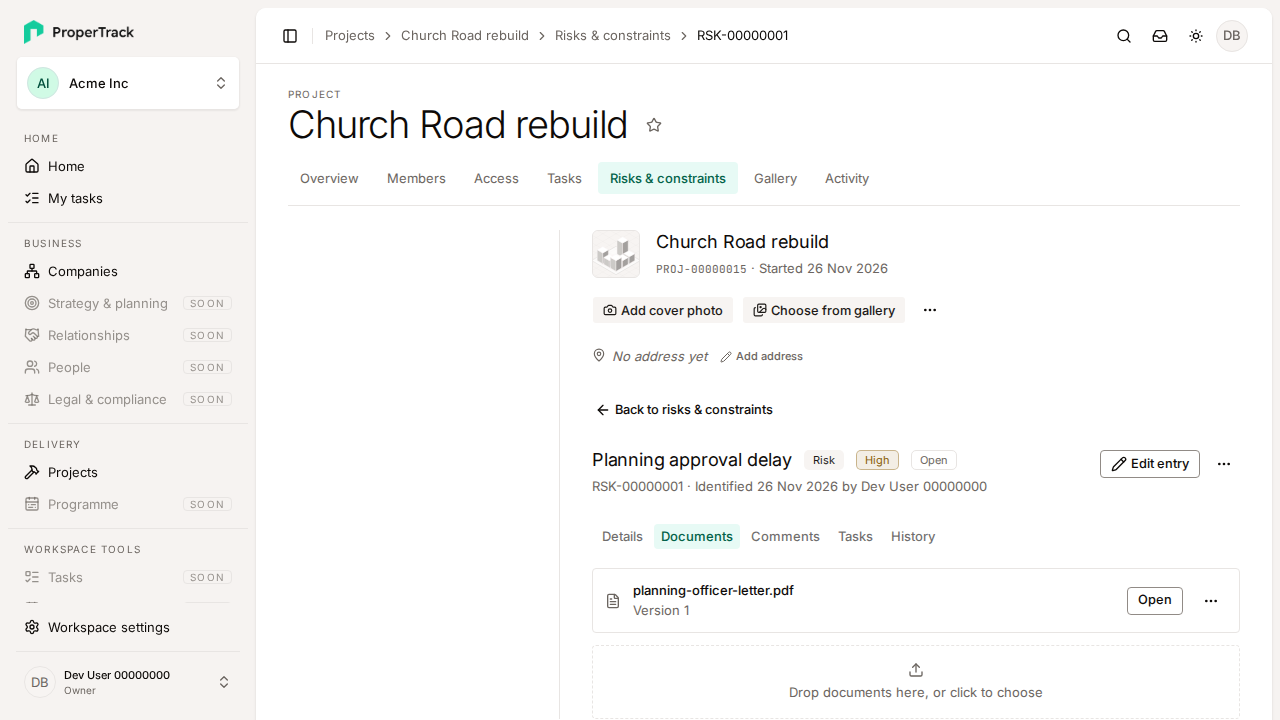 ProperTrack
AI
Acme Inc
HOME
Home
My tasks
BUSINESS
Companies
Strategy & planning SOON
Relationships SOON
People SOON
Legal & compliance SOON
DELIVERY
Projects
Programme SOON
WORKSPACE TOOLS
Tasks SOON
Workspace settings
DB
Dev User 00000000
Owner
Projects > Church Road rebuild > Risks & constraints > RSK-00000001
DB
PROJECT
Church Road rebuild
Overview Members Access Tasks Risks & constraints Gallery Activity
Church Road rebuild
PROJ-00000015 · Started 26 Nov 2026
Add cover photo Choose from gallery
No address yet Add address
Back to risks & constraints
Planning approval delay Risk High Open Edit entry
RSK-00000001 · Identified 26 Nov 2026 by Dev User 00000000
Details Documents Comments Tasks History
planning-officer-letter.pdf
Version 1
Open
Drop documents here, or click to choose